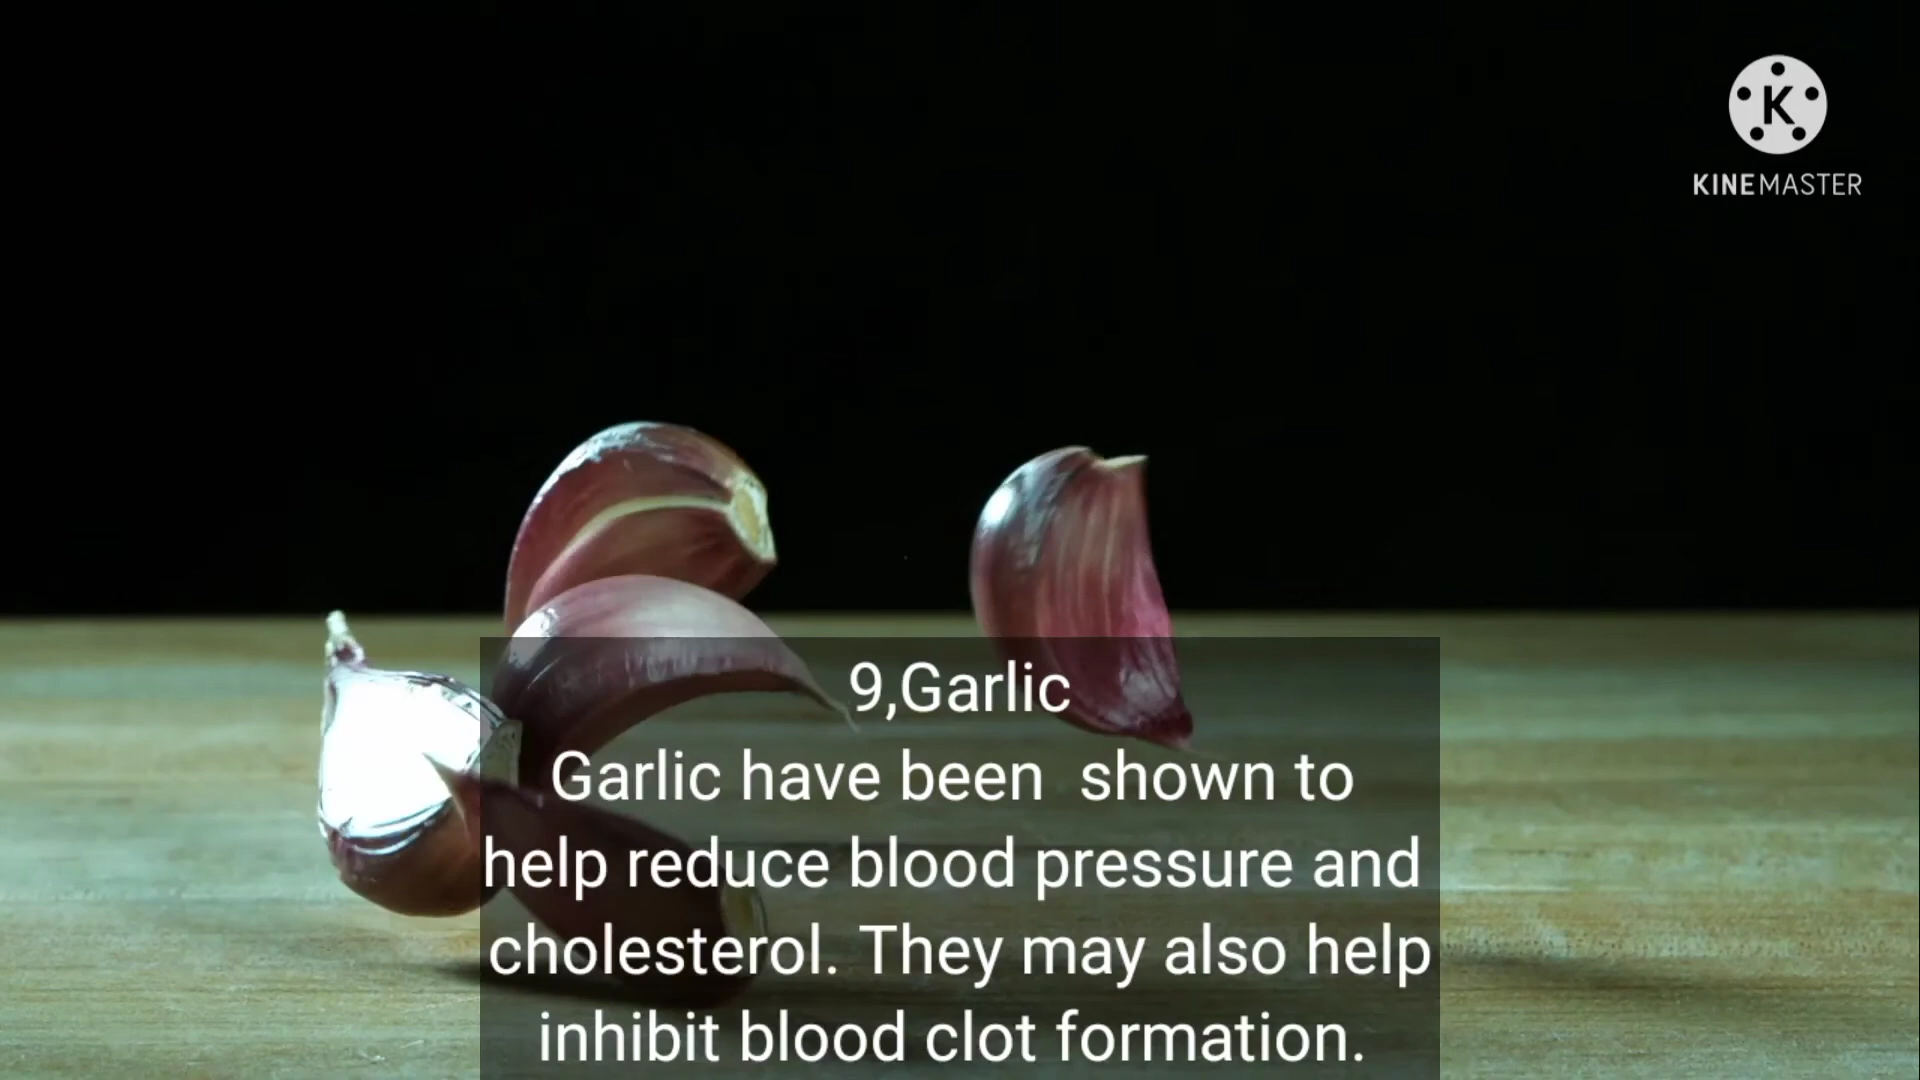 K
KINEMASTER
9,Garlic
Garlic have been  shown to
help reduce blood pressure and
cholesterol. They may also help
inhibit blood clot formation.